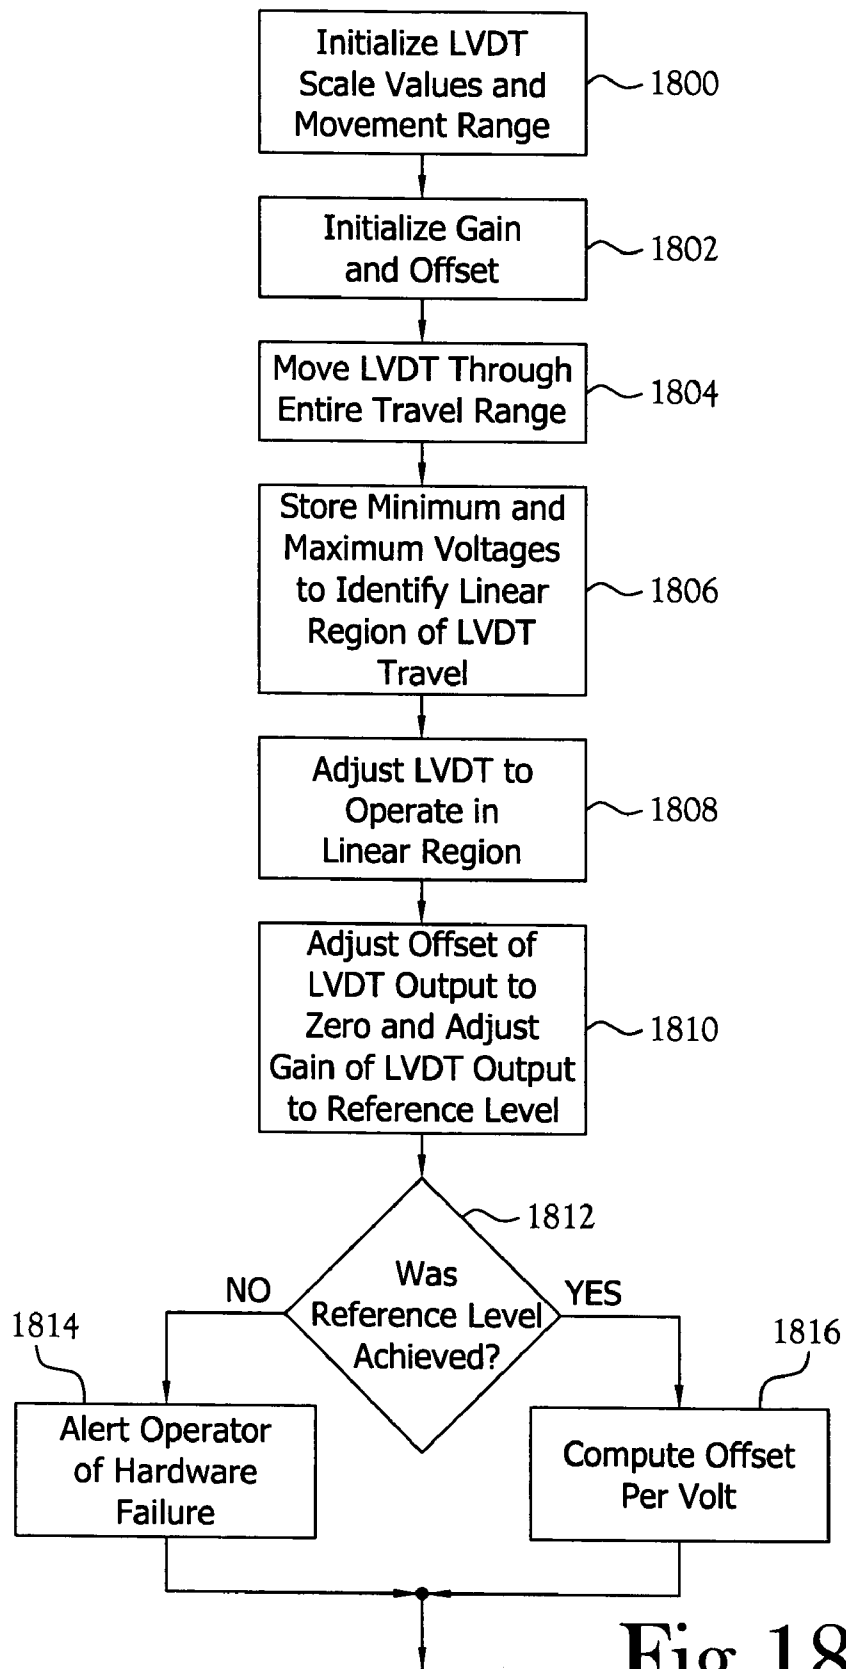 Initialize LVDT
Scale Values and
Movement Range
1800
Initialize Gain
and Offset
1802
Move LVDT Through
Entire Travel Range
1804
Store Minimum and
Maximum Voltages
to Identify Linear
Region of LVDT
Travel
1806
Adjust LVDT to
Operate in
Linear Region
1808
Adjust Offset of
LVDT Output to
Zero and Adjust
Gain of LVDT Output
to Reference Level
1810
1812
Was
Reference Level
Achieved?
NO
YES
1814
Alert Operator
of Hardware
Failure
1816
Compute Offset
Per Volt
Fig.18